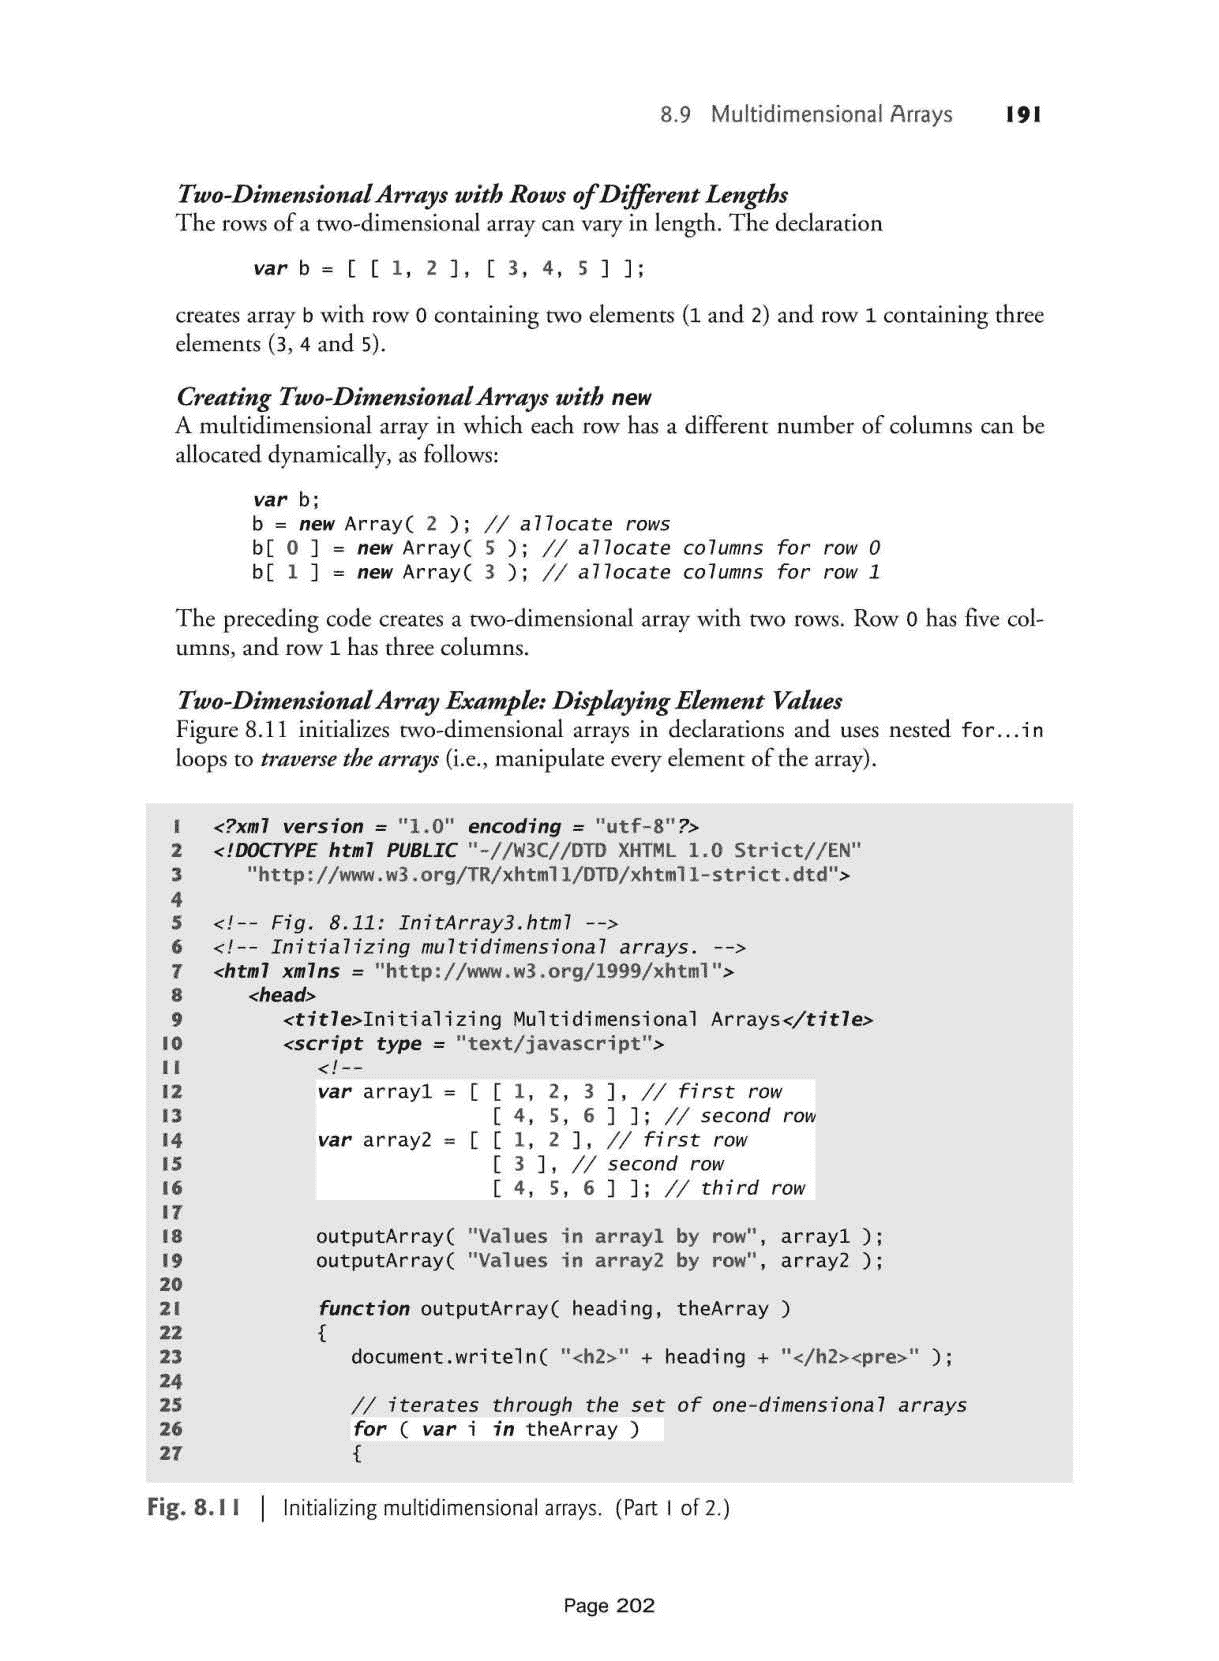 8.9 Multidimensional Arrays 191
Two-Dimensional Arrays with Rows of Different Lengths
The rows of a two-dimensional array can vary in length. The declaration
var b = [ [ 1, 2 ], [ 3, 4, 5 ] ];
creates array b with row 0 containing two elements (1 and 2) and row 1 containing three
elements (3, 4 and 5).
Creating Two-Dimensional Arrays with new
A multidimensional array in which each row has a different number of columns can be
allocated dynamically, as follows:
var b;
b = new Array( 2 ); // allocate rows
b[ 0 ] = new Array( 5 ); // allocate columns for row 0
b[ 1 ] = new Array( 3 ); // allocate columns for row 1
The preceding code creates a two-dimensional array with two rows. Row 0 has five col-
umns, and row 1 has three columns.
Two-Dimensional Array Example: Displaying Element Values
Figure 8.11 initializes two-dimensional arrays in declarations and uses nested for...in
loops to traverse the arrays (i.e., manipulate every element of the array).
1 <?xml version = "1.0" encoding = "utf-8"?>
2 <!DOCTYPE html PUBLIC "-//W3C//DTD XHTML 1.0 Strict//EN"
3 "http://www.w3.org/TR/xhtml1/DTD/xhtml1-strict.dtd">
4
5 <!-- Fig. 8.11: InitArray3.html -->
6 <!-- Initializing multidimensional arrays. -->
7 <html xmlns = "http://www.w3.org/1999/xhtml">
8 <head>
9 <title>Initializing Multidimensional Arrays</title>
10 <script type = "text/javascript">
11 <!--
12 var array1 = [ [ 1, 2, 3 ], // first row
13 [ 4, 5, 6 ] ]; // second row
14 var array2 = [ [ 1, 2 ], // first row
15 [ 3 ], // second row
16 [ 4, 5, 6 ] ]; // third row
17
18 outputArray( "Values in array1 by row", array1 );
19 outputArray( "Values in array2 by row", array2 );
20
21 function outputArray( heading, theArray )
22 {
23 document.writeln( "<h2>" + heading + "</h2><pre>" );
24
25 // iterates through the set of one-dimensional arrays
26 for ( var i in theArray )
27 {
Fig. 8.11 | Initializing multidimensional arrays. (Part 1 of 2.)
Page 202